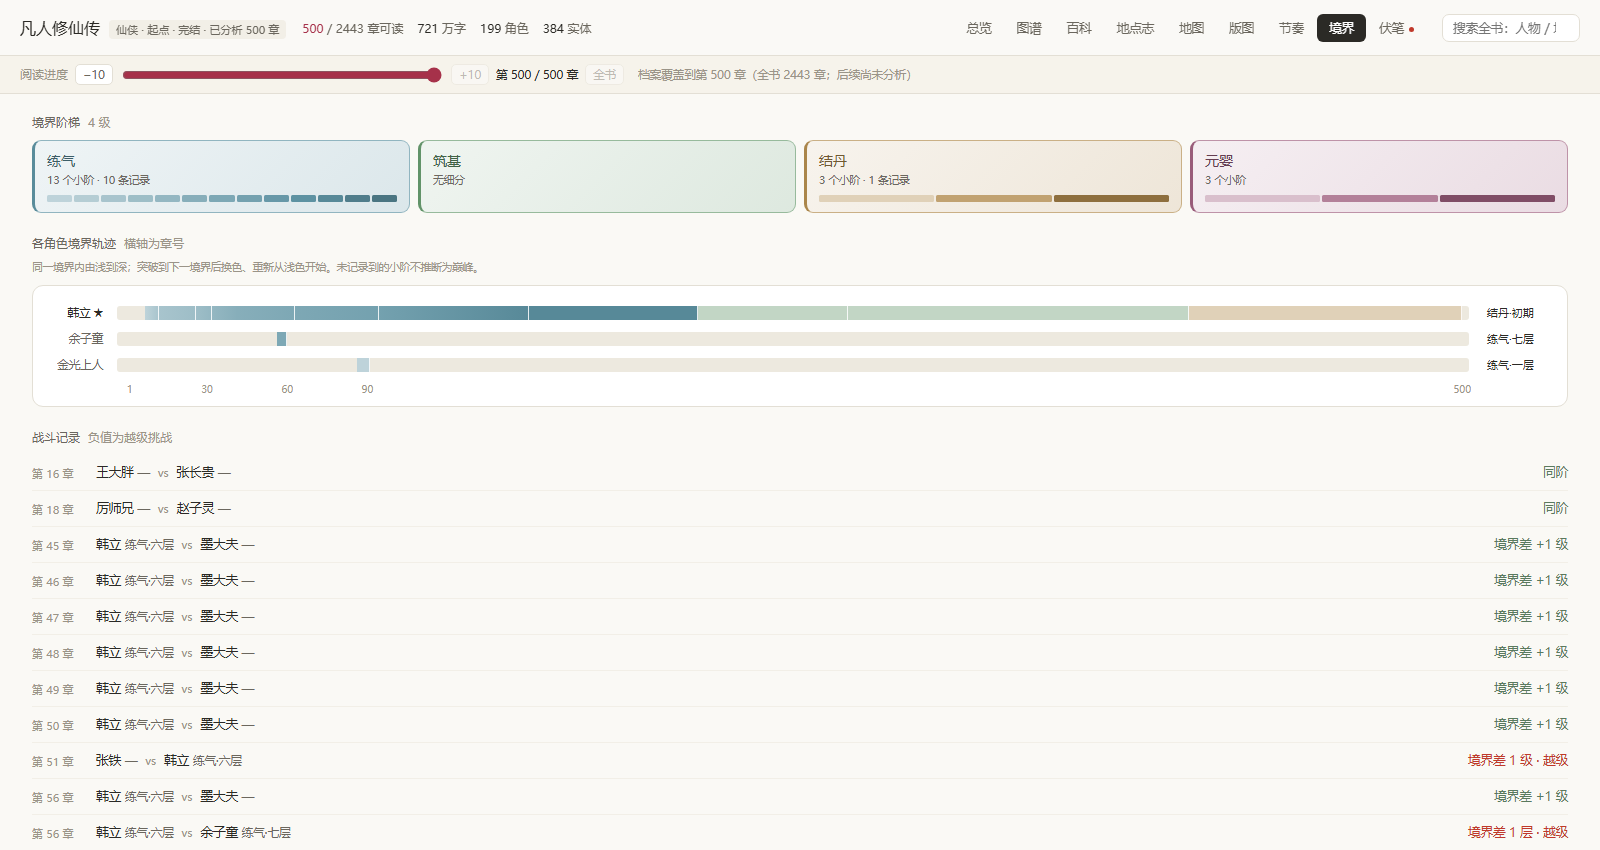 凡人修仙传 仙侠 · 起点 · 完结 · 已分析 500 章 500 / 2443 章可读 721 万字 199 角色 384 实体 总览 图谱 百科 地点志 地图 版图 节奏 境界 伏笔 搜索全书：人物 /
阅读进度 −10 +10 第 500 / 500 章 全书 档案覆盖到第 500 章（全书 2443 章；后续尚未分析）
境界阶梯 4 级
练气 筑基 结丹 元婴
13 个小阶 · 10 条记录 无细分 3 个小阶 · 1 条记录 3 个小阶
各角色境界轨迹 横轴为章号
同一境界内由浅到深；突破到下一境界后换色、重新从浅色开始。未记录到的小阶不推断为巅峰。
韩立 ★ 结丹·初期
余子童 练气·七层
金光上人 练气·一层
1 30 60 90 500
战斗记录 负值为越级挑战
第 16 章 王大胖 — vs 张长贵 — 同阶
第 18 章 厉师兄 — vs 赵子灵 — 同阶
第 45 章 韩立 练气·六层 vs 墨大夫 — 境界差 +1 级
第 46 章 韩立 练气·六层 vs 墨大夫 — 境界差 +1 级
第 47 章 韩立 练气·六层 vs 墨大夫 — 境界差 +1 级
第 48 章 韩立 练气·六层 vs 墨大夫 — 境界差 +1 级
第 49 章 韩立 练气·六层 vs 墨大夫 — 境界差 +1 级
第 50 章 韩立 练气·六层 vs 墨大夫 — 境界差 +1 级
第 51 章 张铁 — vs 韩立 练气·六层 境界差 1 级 · 越级
第 56 章 韩立 练气·六层 vs 墨大夫 — 境界差 +1 级
第 56 章 韩立 练气·六层 vs 余子童 练气·七层 境界差 1 层 · 越级